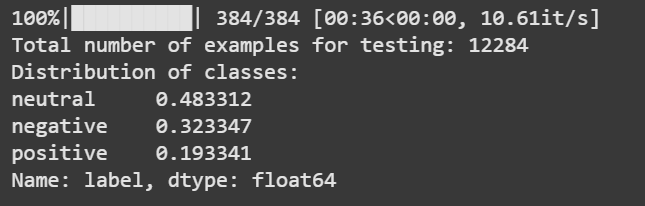 100%|██████████| 384/384 [00:36<00:00, 10.61it/s]
Total number of examples for testing: 12284
Distribution of classes:
neutral     0.483312
negative    0.323347
positive    0.193341
Name: label, dtype: float64